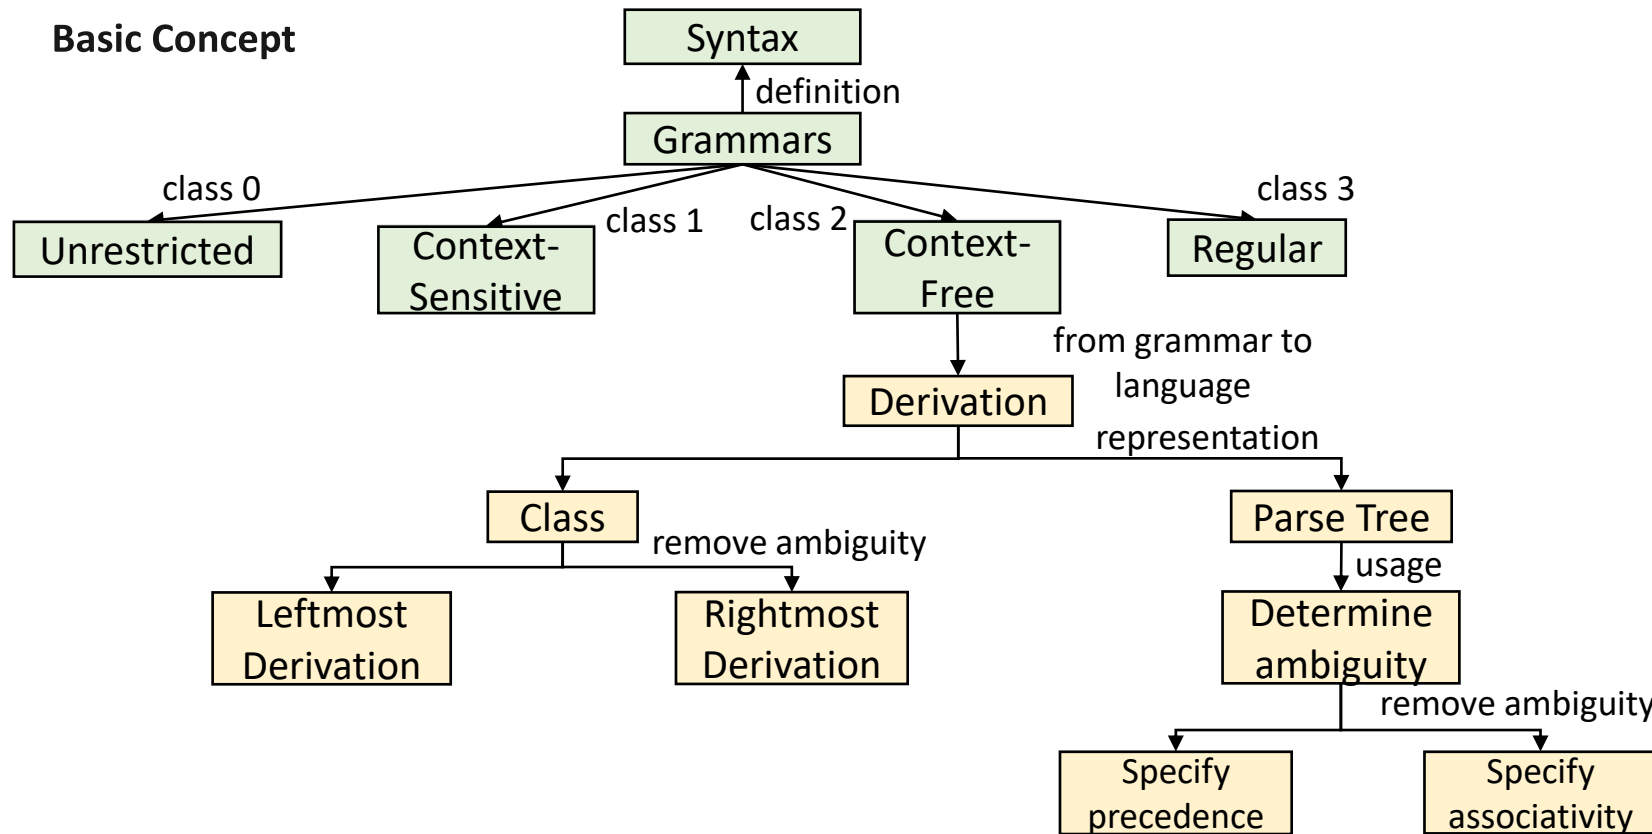 Basic Concept
Syntax
definition
Grammars
class 0
class 1
class 2
class 3
Unrestricted
Context-
Sensitive
Context-
Free
Regular
from grammar to
language
Derivation
representation
Class
Parse Tree
remove ambiguity
usage
Leftmost
Derivation
Rightmost
Derivation
Determine
ambiguity
remove ambiguity
Specify
precedence
Specify
associativity